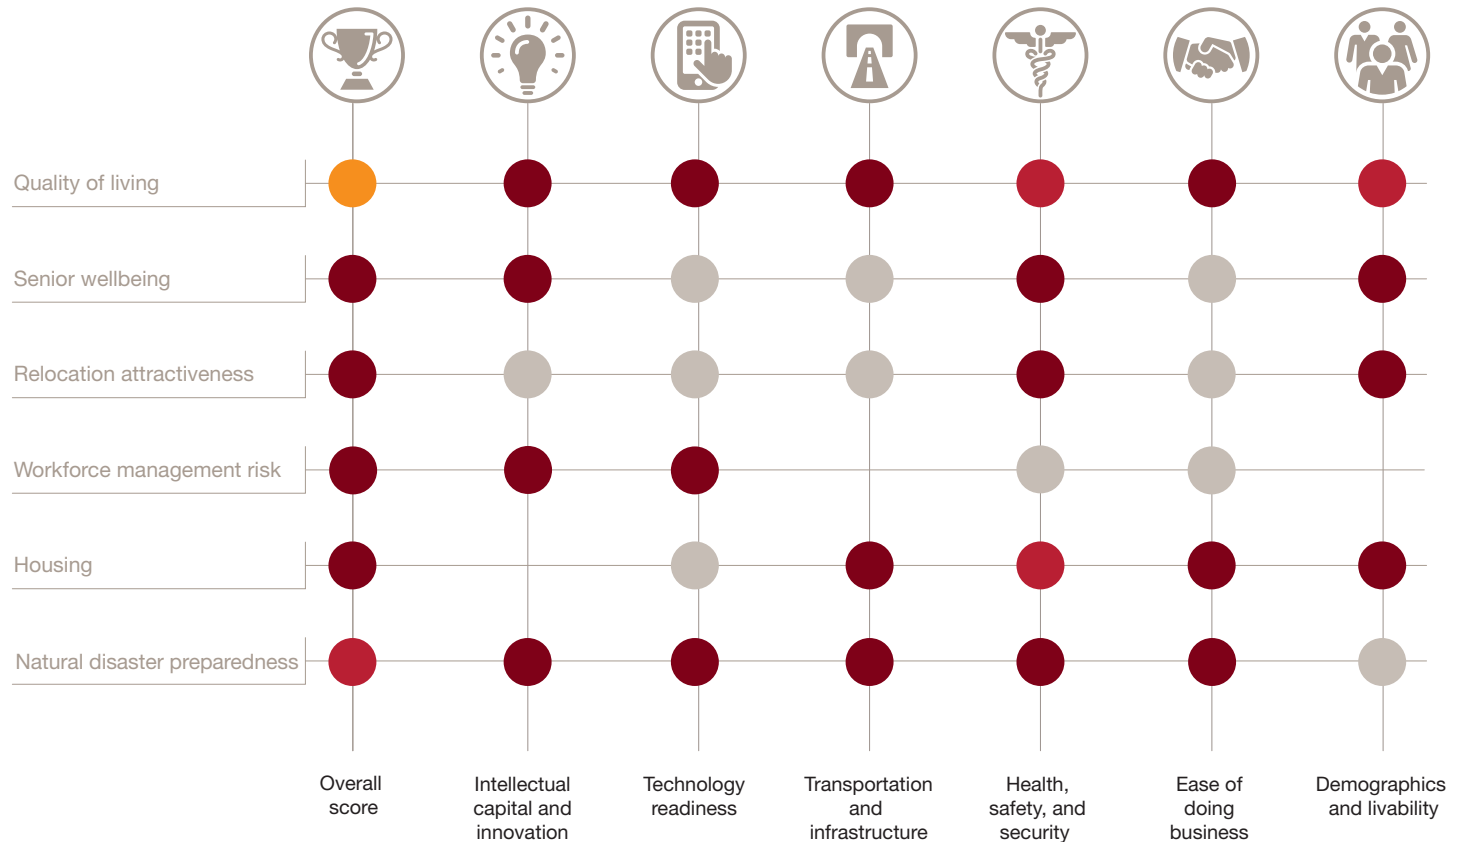 Quality of living
Senior wellbeing
Relocation attractiveness
Workforce management risk
Housing
Natural disaster preparedness
Overall
score
Intellectual
capital and
innovation
Technology
readiness
Transportation
and
infrastructure
Health,
safety, and
security
Ease of
doing
business
Demographics
and livability